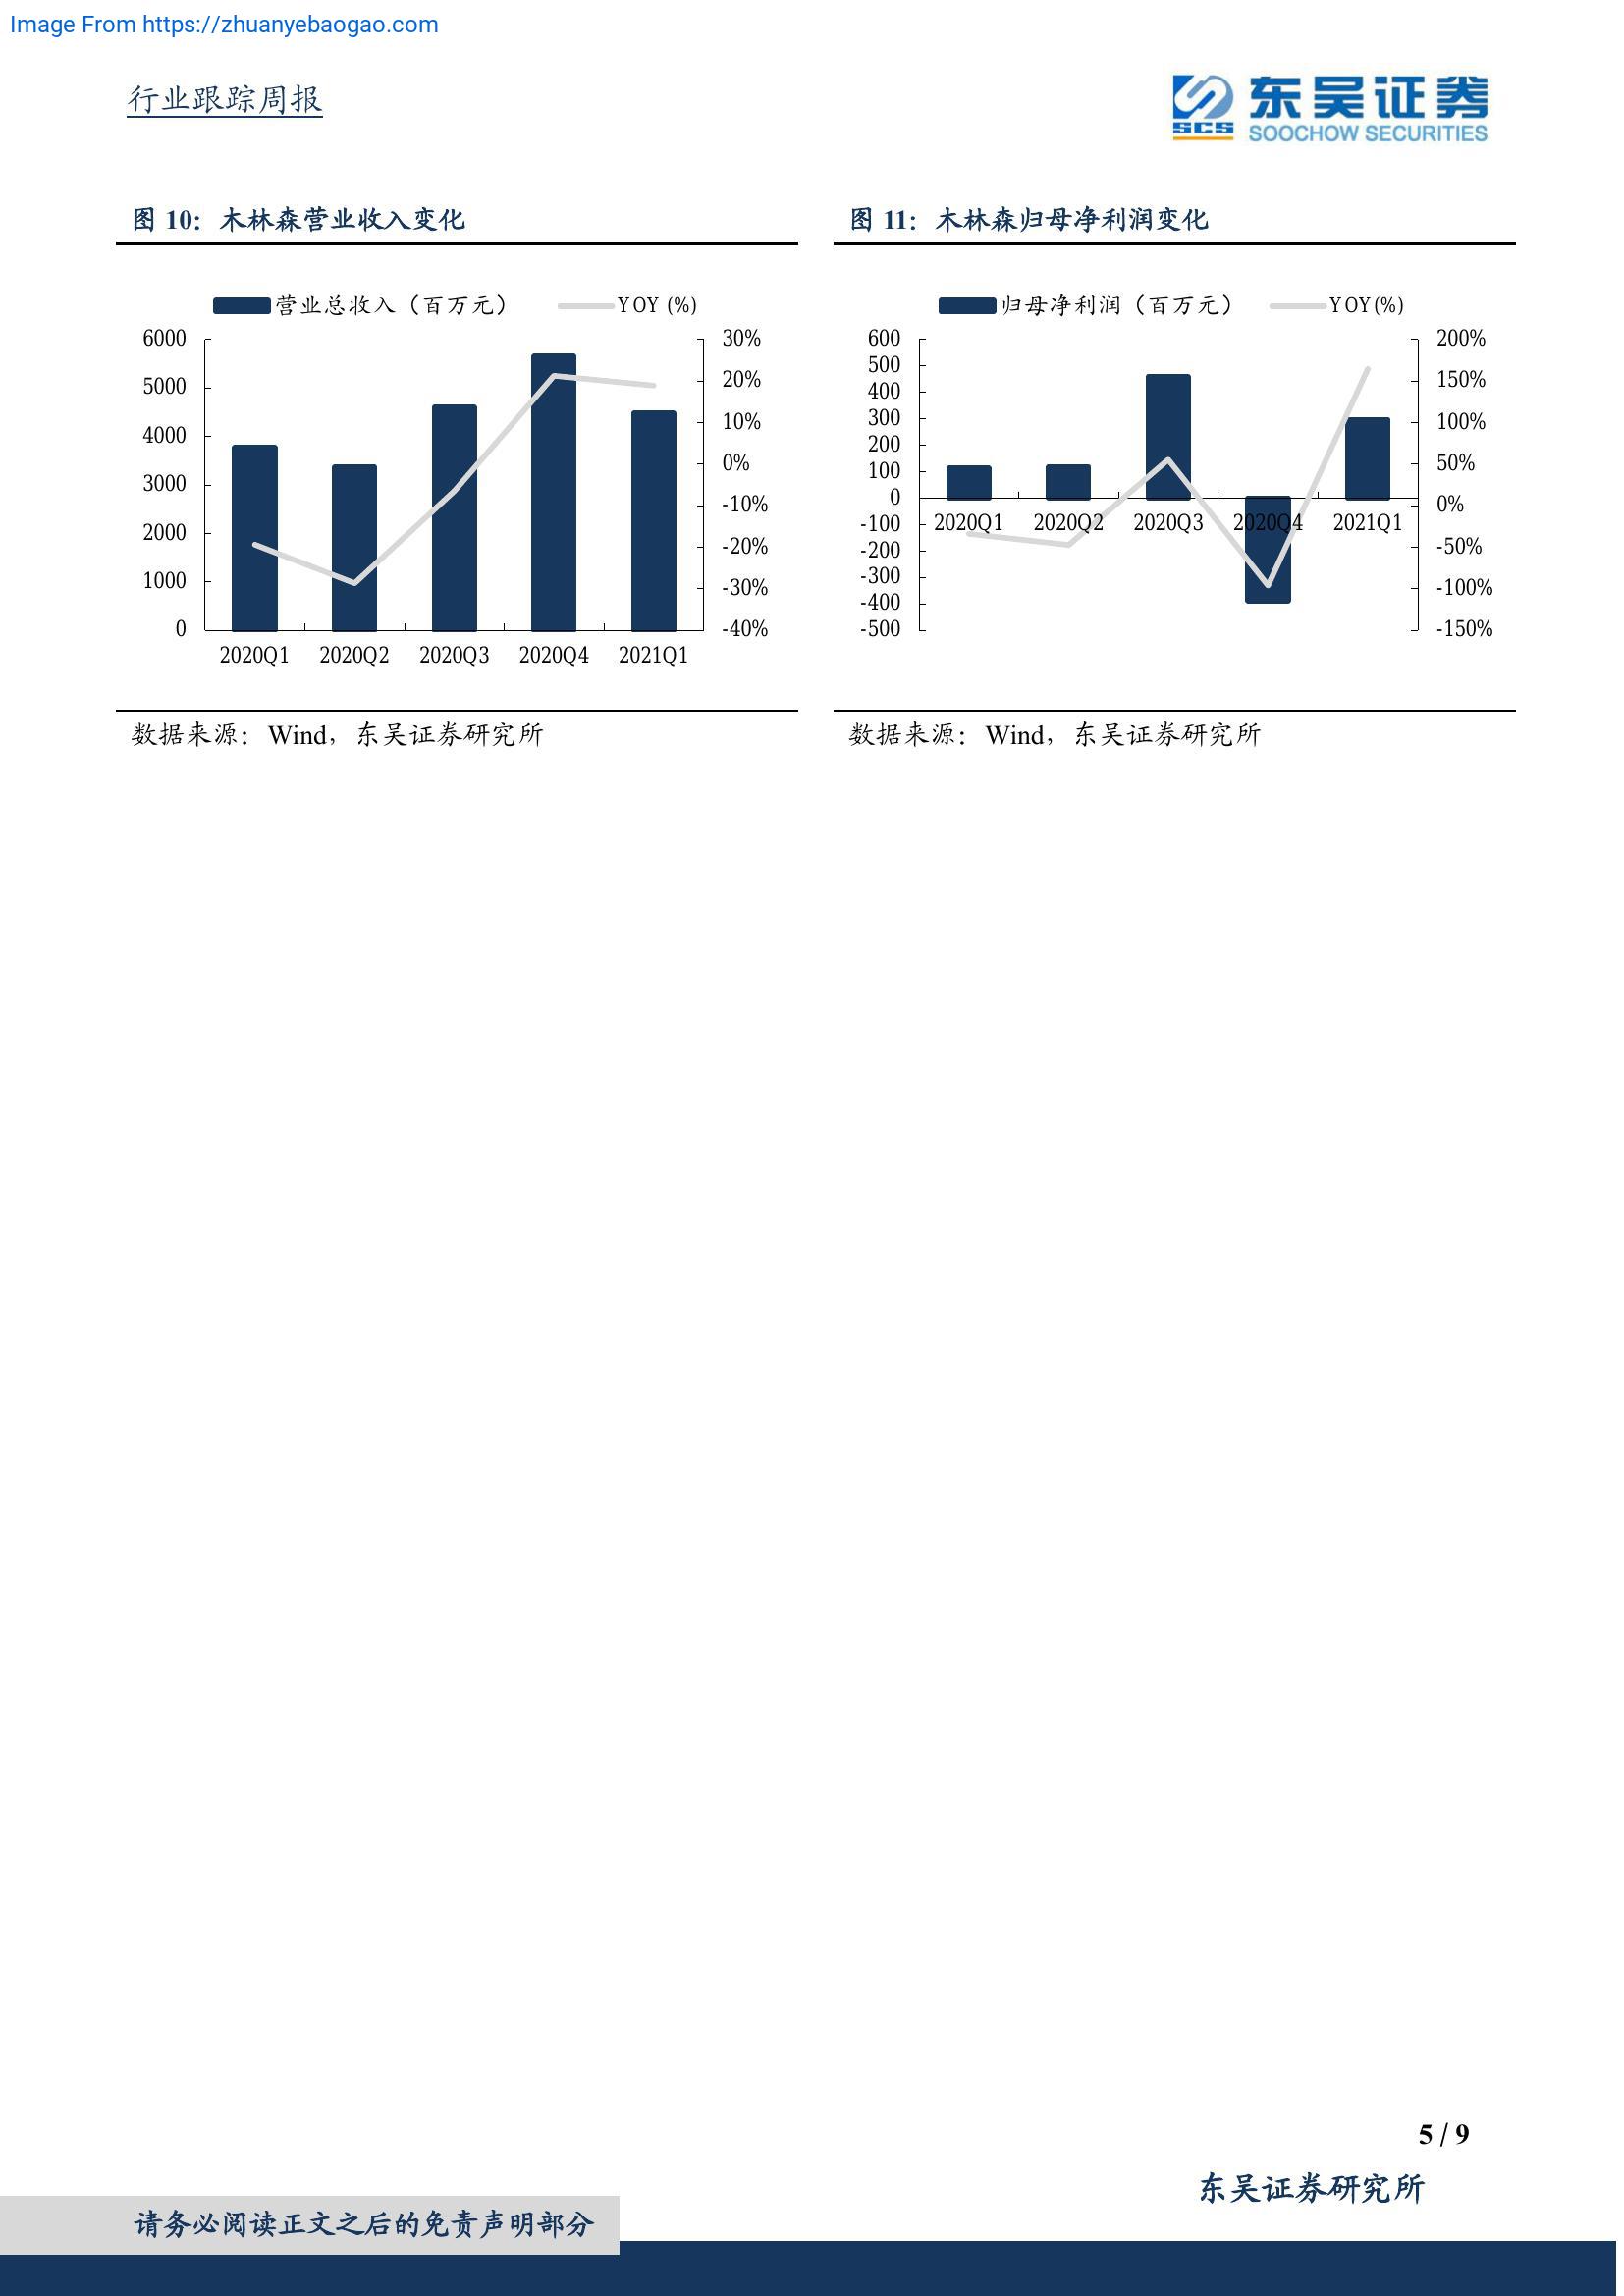 Image From https://zhuanyebaogao.com
行业跟踪周报
SCS
东吴证券
SOOCHOW SECURITIES
图 10：木林森营业收入变化
营业总收入（百万元）
YOY (%)
6000
5000
4000
3000
2000
1000
0
30%
20%
10%
0%
-10%
-20%
-30%
-40%
2020Q1 2020Q2 2020Q3 2020Q4 2021Q1
数据来源：Wind，东吴证券研究所
图 11：木林森归母净利润变化
归母净利润（百万元）
YOY(%)
600
500
400
300
200
100
0
-100
-200
-300
-400
-500
200%
150%
100%
50%
0%
-50%
-100%
-150%
2020Q1 2020Q2 2020Q3 2020Q4 2021Q1
数据来源：Wind，东吴证券研究所
5 / 9
东吴证券研究所
请务必阅读正文之后的免责声明部分